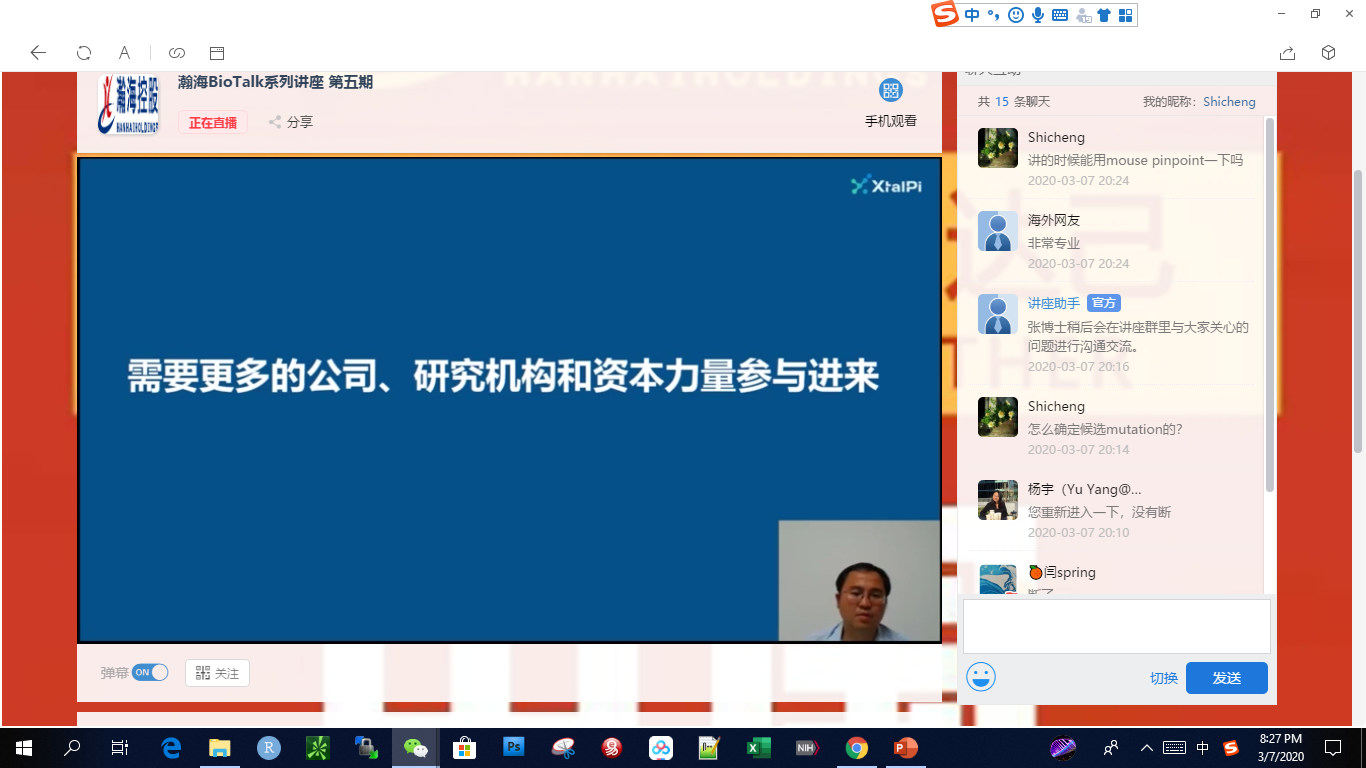 中
A
HANHAIHOLDINGS
瀚海控股
HANHAIHOLDINGP
瀚海BioTalk系列讲座 第五期
正在直播
分享
手机观看
XtalPi
需要更多的公司、研究机构和资本力量参与进来
弹幕
ON
关注
聊天互动
共 15 条聊天
我的昵称: Shicheng
Shicheng
讲的时候能用mouse pinpoint一下吗
2020-03-07 20:24
海外网友
非常专业
2020-03-07 20:24
讲座助手 官方
张博士稍后会在讲座群里与大家关心的
问题进行沟通交流。
2020-03-07 20:16
Shicheng
怎么确定候选mutation的?
2020-03-07 20:14
杨宇（Yu Yang@...
您重新进入一下，没有断
2020-03-07 20:10
闫spring
断了
切换
发送
R
Ps
NIH
中
8:27 PM
3/7/2020